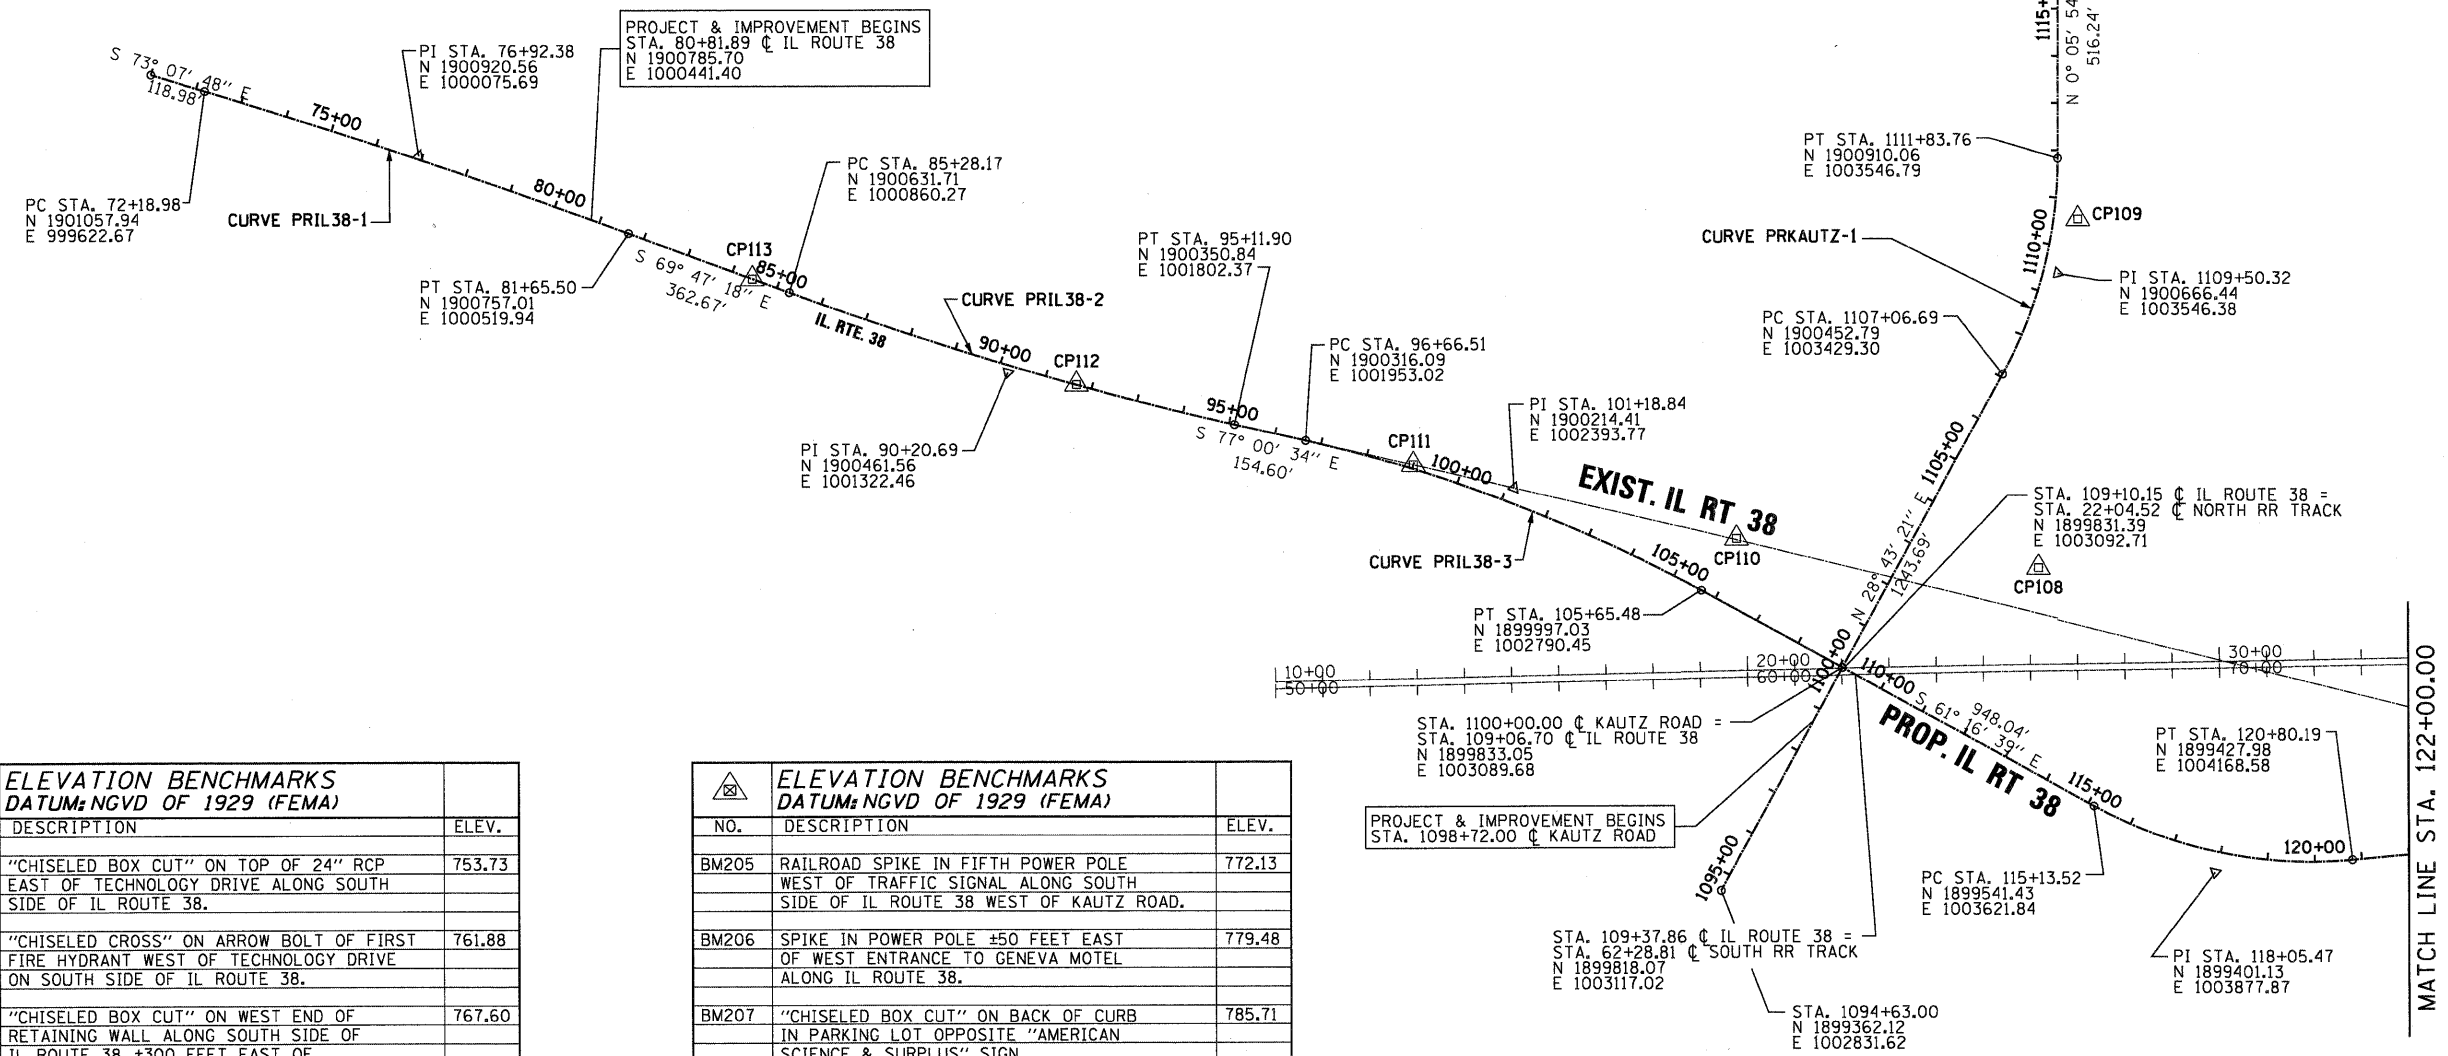 PROJECT & IMPROVEMENT BEGINS
STA. 80+81.89 ℄ IL ROUTE 38
N 1900785.70
E 1000441.40
S 73° 07' 48" E
118.98'
PI STA. 76+92.38
N 1900920.56
E 1000075.69
75+00
PC STA. 72+18.98
N 1901057.94
E 999622.67
CURVE PRIL38-1
80+00
PC STA. 85+28.17
N 1900631.71
E 1000860.27
PT STA. 81+65.50
N 1900757.01
E 1000519.94
CP113
85+00
S 69° 47' 18" E
362.67'
IL. RTE. 38
CURVE PRIL38-2
90+00
CP112
PI STA. 90+20.69
N 1900461.56
E 1001322.46
PT STA. 95+11.90
N 1900350.84
E 1001802.37
95+00
S 77° 00' 34" E
154.60'
PC STA. 96+66.51
N 1900316.09
E 1001953.02
CP111
100+00
PI STA. 101+18.84
N 1900214.41
E 1002393.77
EXIST. IL RT 38
CP110
CURVE PRIL38-3
105+00
PT STA. 105+65.48
N 1899997.03
E 1002790.45
1115+
N 0° 05' 54
516.24'
PT STA. 1111+83.76
N 1900910.06
E 1003546.79
CP109
CURVE PRKAUTZ-1
1110+00
PI STA. 1109+50.32
N 1900666.44
E 1003546.38
PC STA. 1107+06.69
N 1900452.79
E 1003429.30
1105+00
N 28° 43' 21" E
1243.69'
STA. 109+10.15 ℄ IL ROUTE 38 =
STA. 22+04.52 ℄ NORTH RR TRACK
N 1899831.39
E 1003092.71
CP108
10+00
50+00
20+00
60+00
30+00
70+00
1100+00
110+00
STA. 1100+00.00 ℄ KAUTZ ROAD =
STA. 109+06.70 ℄ IL ROUTE 38
N 1899833.05
E 1003089.68
S 61° 16' 39" E
948.04'
PROP. IL RT 38
115+00
PT STA. 120+80.19
N 1899427.98
E 1004168.58
120+00
PROJECT & IMPROVEMENT BEGINS
STA. 1098+72.00 ℄ KAUTZ ROAD
1095+00
PC STA. 115+13.52
N 1899541.43
E 1003621.84
STA. 109+37.86 ℄ IL ROUTE 38 =
STA. 62+28.81 ℄ SOUTH RR TRACK
N 1899818.07
E 1003117.02
PI STA. 118+05.47
N 1899401.13
E 1003877.87
STA. 1094+63.00
N 1899362.12
E 1002831.62
MATCH LINE STA. 122+00.00
ELEVATION BENCHMARKS
DATUM: NGVD OF 1929 (FEMA)
DESCRIPTION ELEV.
"CHISELED BOX CUT" ON TOP OF 24" RCP 753.73
EAST OF TECHNOLOGY DRIVE ALONG SOUTH
SIDE OF IL ROUTE 38.
"CHISELED CROSS" ON ARROW BOLT OF FIRST 761.88
FIRE HYDRANT WEST OF TECHNOLOGY DRIVE
ON SOUTH SIDE OF IL ROUTE 38.
"CHISELED BOX CUT" ON WEST END OF 767.60
RETAINING WALL ALONG SOUTH SIDE OF
IL ROUTE 38 ±300 FEET EAST OF
ELEVATION BENCHMARKS
DATUM: NGVD OF 1929 (FEMA)
NO. DESCRIPTION ELEV.
BM205 RAILROAD SPIKE IN FIFTH POWER POLE 772.13
WEST OF TRAFFIC SIGNAL ALONG SOUTH
SIDE OF IL ROUTE 38 WEST OF KAUTZ ROAD.
BM206 SPIKE IN POWER POLE ±50 FEET EAST 779.48
OF WEST ENTRANCE TO GENEVA MOTEL
ALONG IL ROUTE 38.
BM207 "CHISELED BOX CUT" ON BACK OF CURB 785.71
IN PARKING LOT OPPOSITE "AMERICAN
SCIENCE & SURPLUS" SIGN